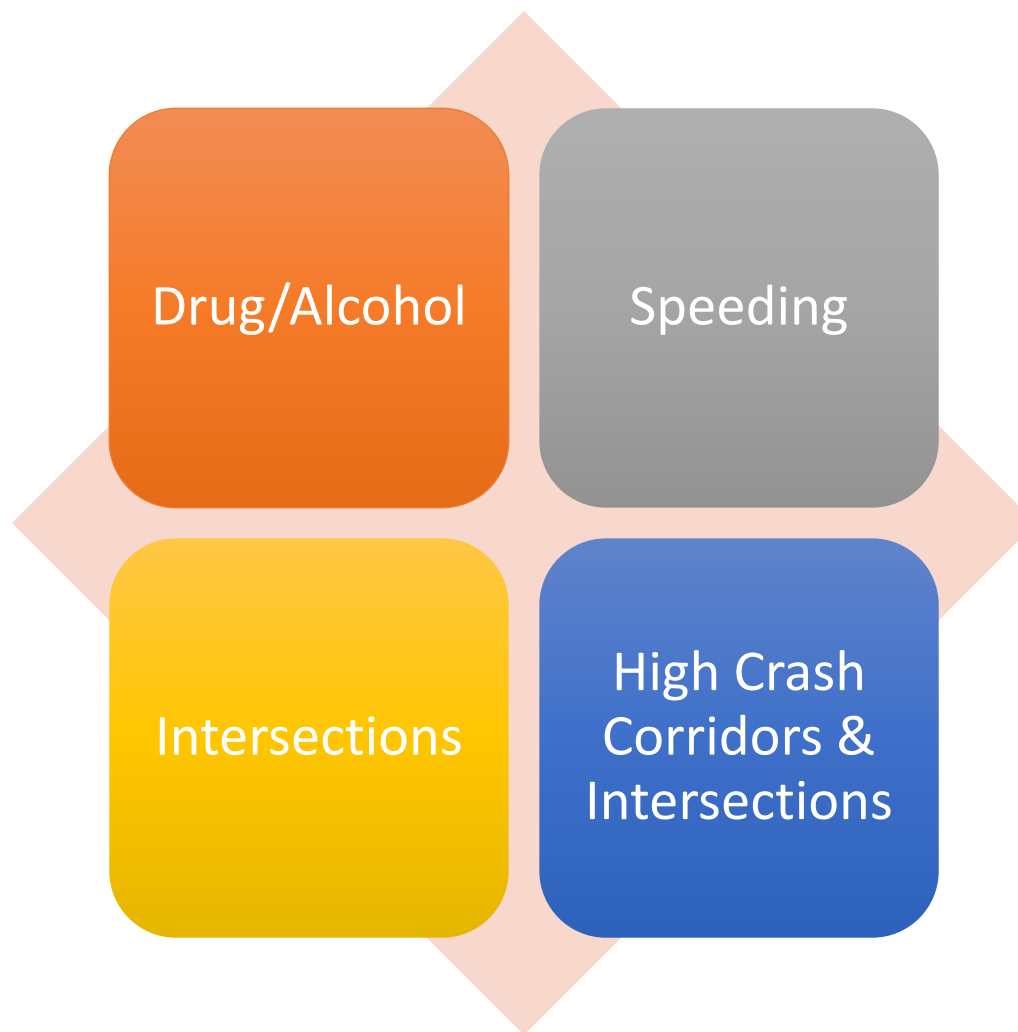 Drug/Alcohol
Speeding
Intersections
High Crash
Corridors &
Intersections